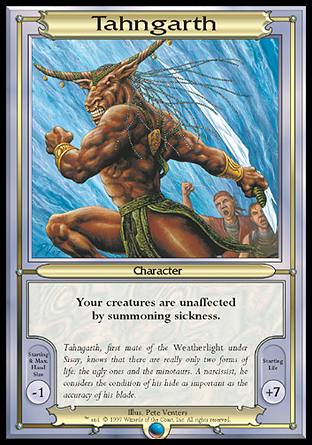 Tahngarth
Character
Your creatures are unaffected
by summoning sickness.
Tahngarth, first mate of the Weatherlight under
Sisay, knows that there are really only two forms of
life: the ugly ones and the minotaurs. A narcissist, he
considers the condition of his hide as important as the
accuracy of his blade.
Starting
& Max.
Hand
Size
-1
Starting
Life
+7
Illus. Pete Venters
™ and © 1997 Wizards of the Coast, Inc. All rights reserved.